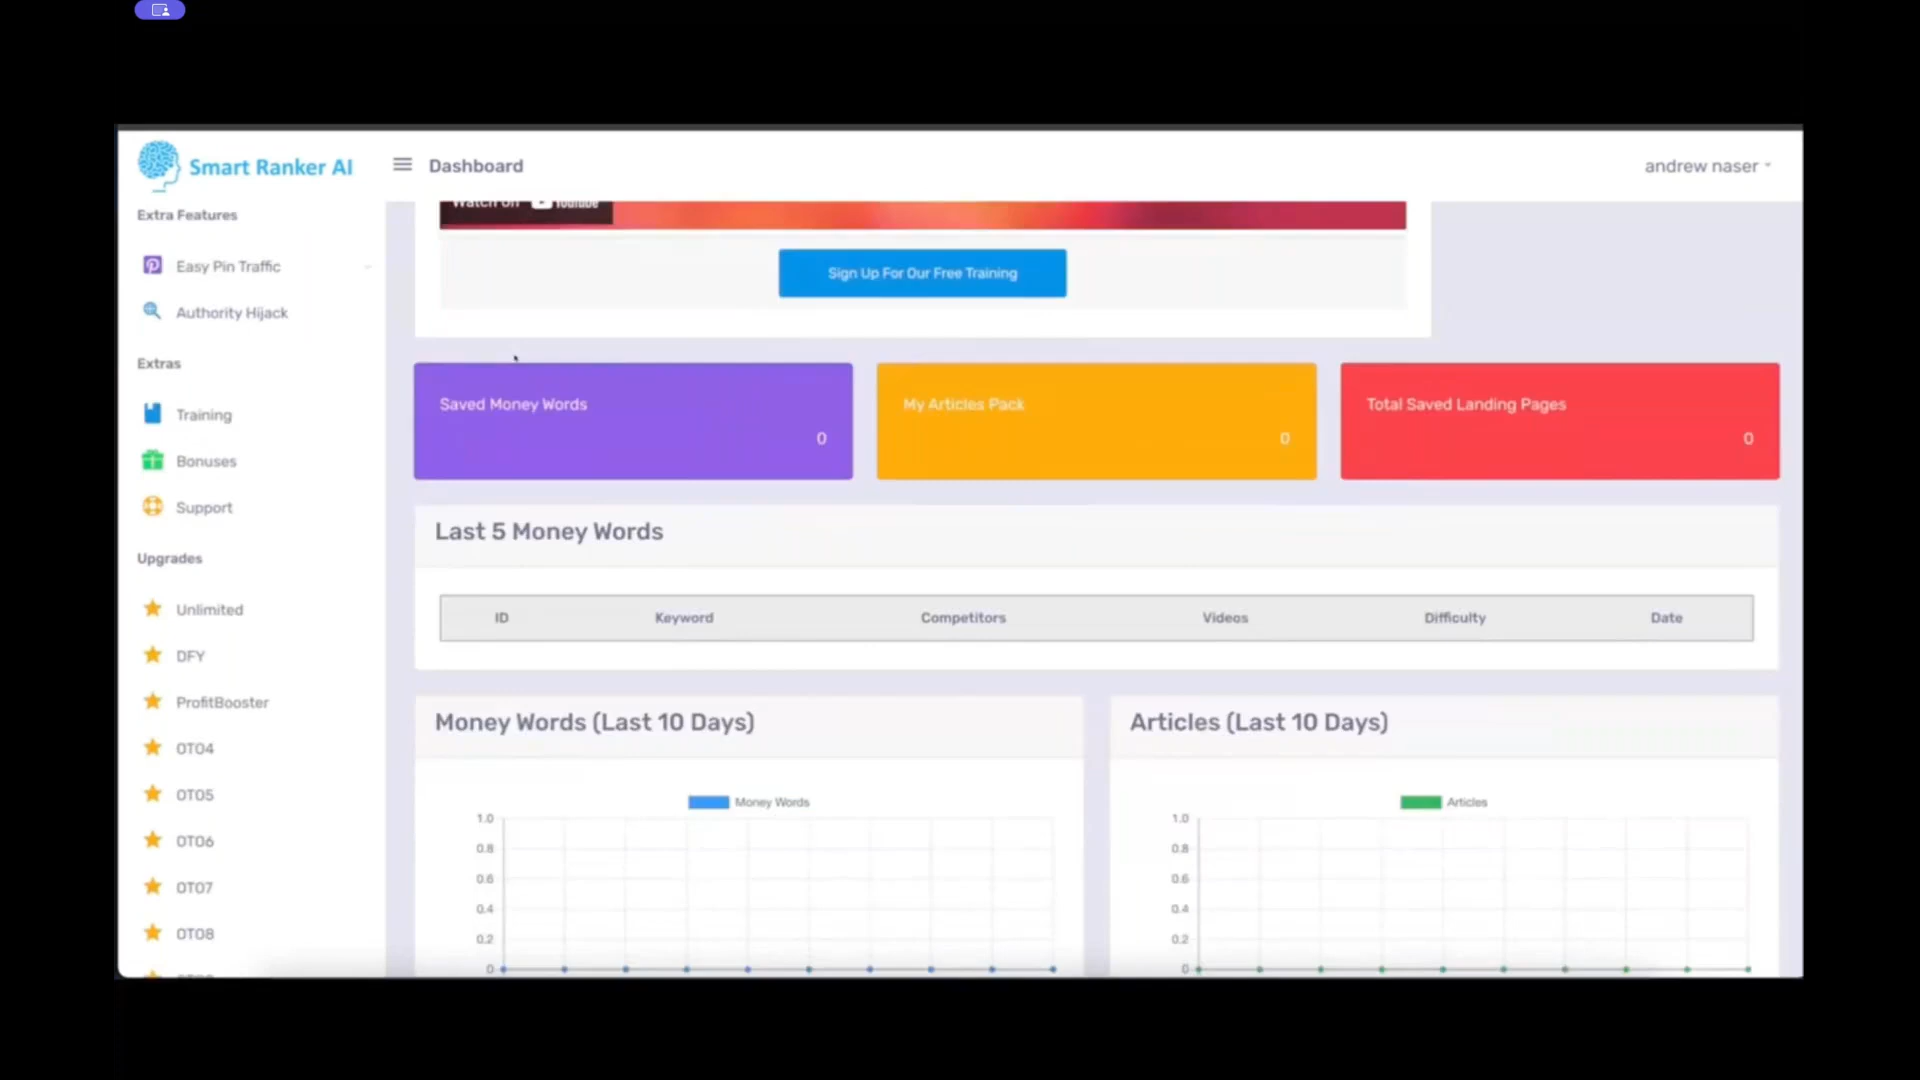 Smart Ranker AI
Dashboard
andrew naser
Extra Features
Easy Pin Traffic
Authority Hijack
Extras
Training
Bonuses
Support
Upgrades
Unlimited
DFY
ProfitBooster
OTO4
OTO5
OTO6
OTO7
OTO8
Watch on YouTube
Sign Up For Our Free Training
Saved Money Words
0
My Articles Pack
0
Total Saved Landing Pages
0
Last 5 Money Words
ID Keyword Competitors Videos Difficulty Date
Money Words (Last 10 Days)
Money Words
1.0
0.8
0.6
0.4
0.2
0
Articles (Last 10 Days)
Articles
1.0
0.8
0.6
0.4
0.2
0